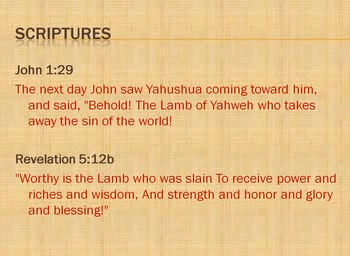 SCRIPTURES
John 1:29
The next day John saw Yahushua coming toward him,
and said, "Behold! The Lamb of Yahweh who takes
away the sin of the world!
Revelation 5:12b
"Worthy is the Lamb who was slain To receive power and
riches and wisdom, And strength and honor and glory
and blessing!"